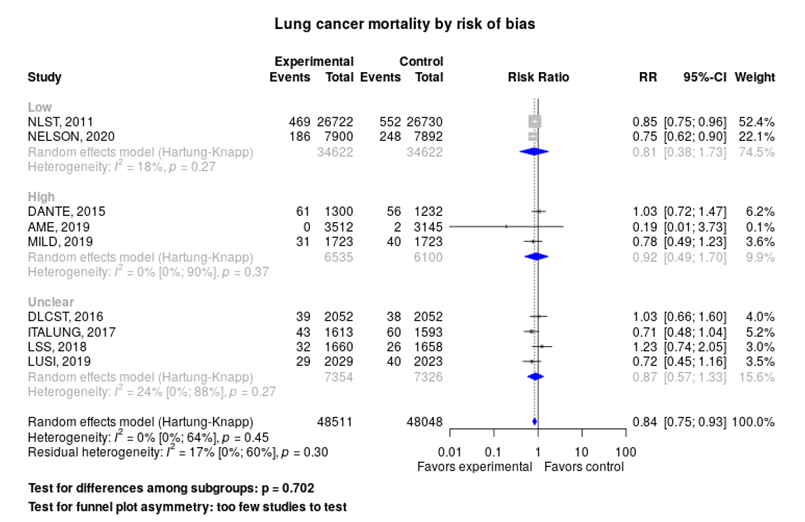 Lung cancer mortality by risk of bias
Experimental Control
Study Events Total Events Total Risk Ratio RR 95%-CI Weight
Low
NLST, 2011 469 26722 552 26730 0.85 [0.75; 0.96] 52.4%
NELSON, 2020 186 7900 248 7892 0.75 [0.62; 0.90] 22.1%
Random effects model (Hartung-Knapp) 34622 34622 0.81 [0.38; 1.73] 74.5%
Heterogeneity: I² = 18%, p = 0.27
High
DANTE, 2015 61 1300 56 1232 1.03 [0.72; 1.47] 6.2%
AME, 2019 0 3512 2 3145 0.19 [0.01; 3.73] 0.1%
MILD, 2019 31 1723 40 1723 0.78 [0.49; 1.23] 3.6%
Random effects model (Hartung-Knapp) 6535 6100 0.92 [0.49; 1.70] 9.9%
Heterogeneity: I² = 0% [0%; 90%], p = 0.37
Unclear
DLCST, 2016 39 2052 38 2052 1.03 [0.66; 1.60] 4.0%
ITALUNG, 2017 43 1613 60 1593 0.71 [0.48; 1.04] 5.2%
LSS, 2018 32 1660 26 1658 1.23 [0.74; 2.05] 3.0%
LUSI, 2019 29 2029 40 2023 0.72 [0.45; 1.16] 3.5%
Random effects model (Hartung-Knapp) 7354 7326 0.87 [0.57; 1.33] 15.6%
Heterogeneity: I² = 24% [0%; 88%], p = 0.27
Random effects model (Hartung-Knapp) 48511 48048 0.84 [0.75; 0.93] 100.0%
Heterogeneity: I² = 0% [0%; 64%], p = 0.45
Residual heterogeneity: I² = 17% [0%; 60%], p = 0.30
0.01 0.1 1 10 100
Favors experimental Favors control
Test for differences among subgroups: p = 0.702
Test for funnel plot asymmetry: too few studies to test